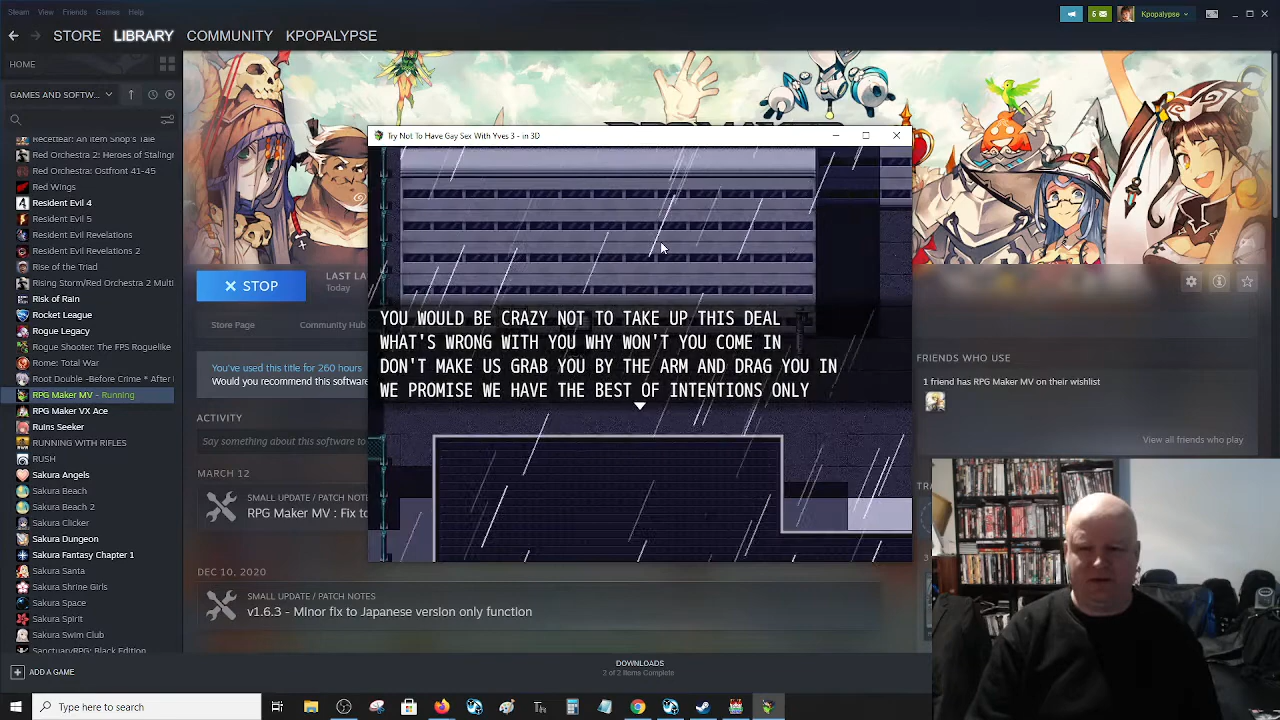 Steam View Friends Games Help
5
Kpopalypse
STORE LIBRARY COMMUNITY KPOPALYPSE
HOME
GAMES AND SOFTW...
Recettear: An Item Shop's Tale
Red Orchestra 2: Heroes of Stalingr
Red Orchestra: Ostfront 41-45
Red Wings
Resident Evil 4
Resident Evil 5
Resident Evil Revelations
Resident Evil Revelations 2
Rise of the Triad
Rising Storm/Red Orchestra 2 Multi
Risk of Rain
Rocket League
Rogue Legacy
Rogue Shooter: The FPS Roguelike
Rome: Total War
Root Double -Before Crime * After
RPG Maker MV - Running
RPG Maker VX Ace
Ruins Seeker
RUNNING WITH RIFLES
RUSH
Sakura Angels
Sakura Beach
Sakura Beach 2
Sakura Clicker
Sakura Dungeon
Sakura Fantasy Chapter 1
Sakura Santa
Sakura Shrine Girls
Sakura Space
Sakura Spirit
Sakura Swim Club
SanctuaryRPG: Black Edition
ADD A GAME
STOP
LAST LA
Today
Store Page Community Hub
You've used this title for 260 hours
Would you recommend this software
ACTIVITY
Say something about this software to
MARCH 12
SMALL UPDATE / PATCH NOTE
RPG Maker MV : Fix to
DEC 10, 2020
SMALL UPDATE / PATCH NOTES
v1.6.3 - Minor fix to Japanese version only function
Try Not To Have Gay Sex With Yves 3 - in 3D
YOU WOULD BE CRAZY NOT TO TAKE UP THIS DEAL
WHAT'S WRONG WITH YOU WHY WON'T YOU COME IN
DON'T MAKE US GRAB YOU BY THE ARM AND DRAG YOU IN
WE PROMISE WE HAVE THE BEST OF INTENTIONS ONLY
FRIENDS WHO USE
1 friend has RPG Maker MV on their wishlist
View all friends who play
TRA
3
DOWNLOADS
2 of 2 Items Complete
Type here to search